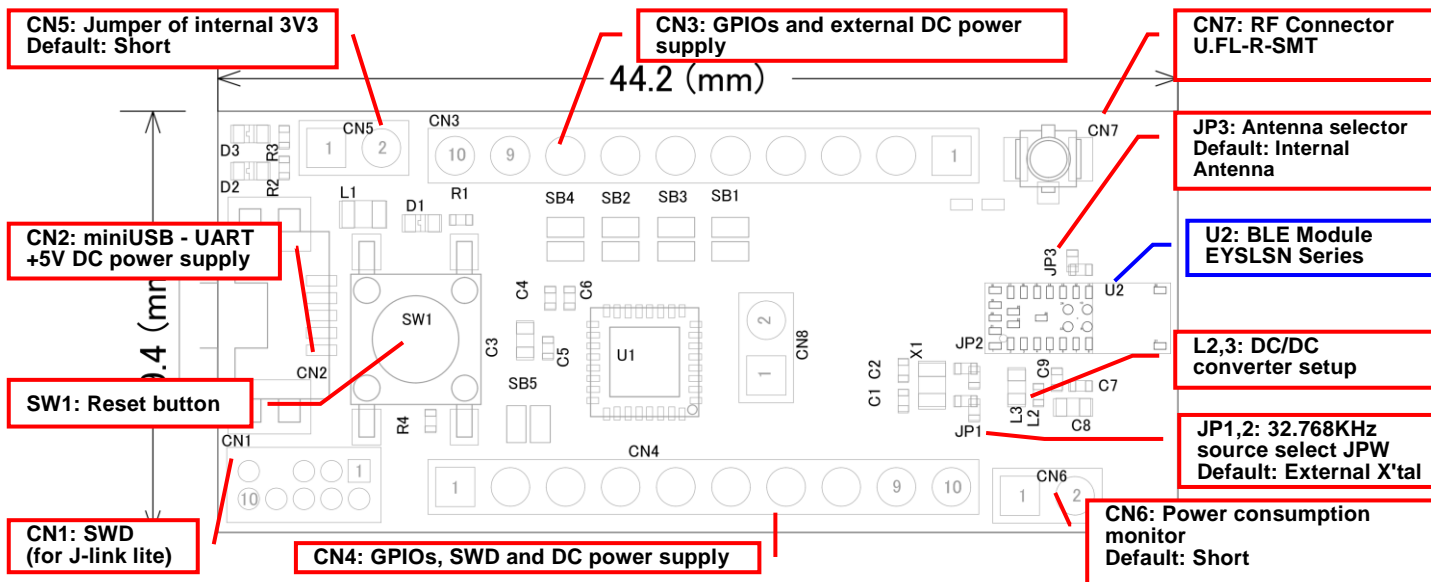 CN5: Jumper of internal 3V3
Default: Short
CN3: GPIOs and external DC power
supply
CN7: RF Connector
U.FL-R-SMT
44.2 (mm)
CN5
CN3
CN7
D3
R3
1
2
10
9
1
JP3: Antenna selector
Default: Internal
Antenna
D2
R2
L1
D1
R1
SB4
SB2
SB3
SB1
CN2: miniUSB - UART
+5V DC power supply
U2: BLE Module
EYSLSN Series
JP3
U2
C4
C6
SW1
C3
C5
U1
2
1
CN8
X1
C2
C1
JP2
9.4 (mm
CN2
L2,3: DC/DC
converter setup
C9
C7
L3
L2
C8
SW1: Reset button
SB5
R4
JP1
JP1,2: 32.768KHz
source select JPW
Default: External X'tal
CN1
1
10
CN4
1
9
10
CN6
1
2
CN1: SWD
(for J-link lite)
CN4: GPIOs, SWD and DC power supply
CN6: Power consumption
monitor
Default: Short